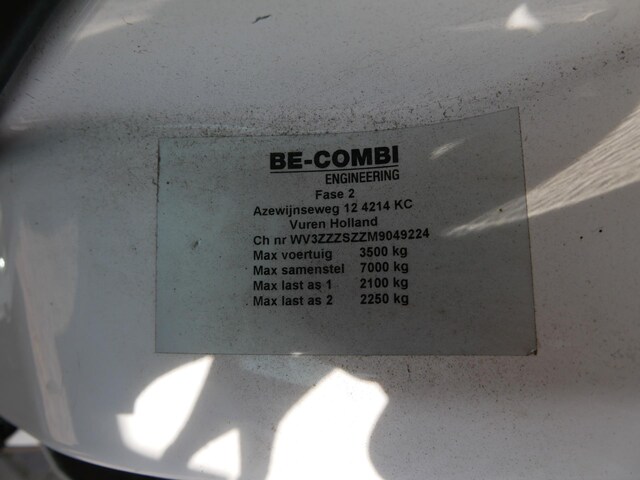 BE-COMBI
ENGINEERING
Fase 2
Azewijnseweg 12 4214 KC
Vuren Holland
Ch nr WV3ZZZSZZM9049224
Max voertuig 3500 kg
Max samenstel 7000 kg
Max last as 1 2100 kg
Max last as 2 2250 kg